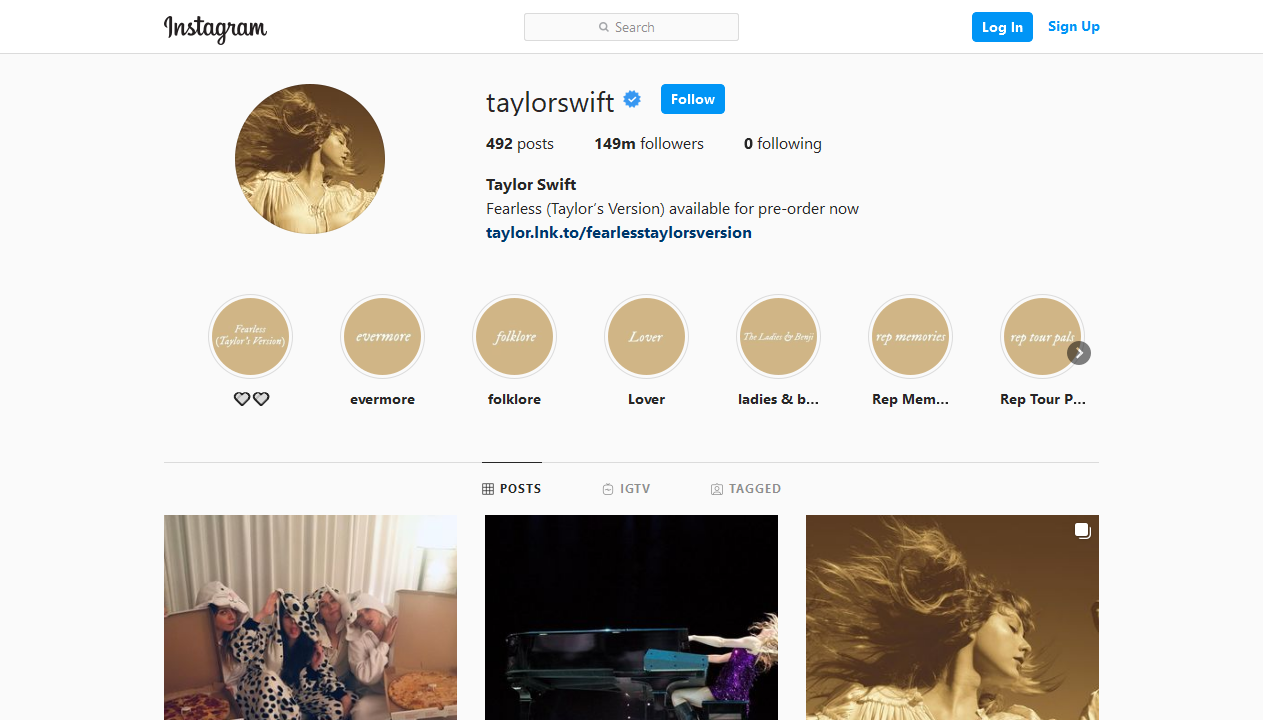 Instagram
Search
Log In
Sign Up
taylorswift
Follow
492 posts
149m followers
0 following
Taylor Swift
Fearless (Taylor's Version) available for pre-order now
taylor.lnk.to/fearlesstaylorsversion
Fearless
(Taylor's Version)
evermore
folklore
Lover
The Ladies & Benji
rep memories
rep tour pals
🤍🤍
evermore
folklore
Lover
ladies & b...
Rep Mem...
Rep Tour P...
POSTS
IGTV
TAGGED